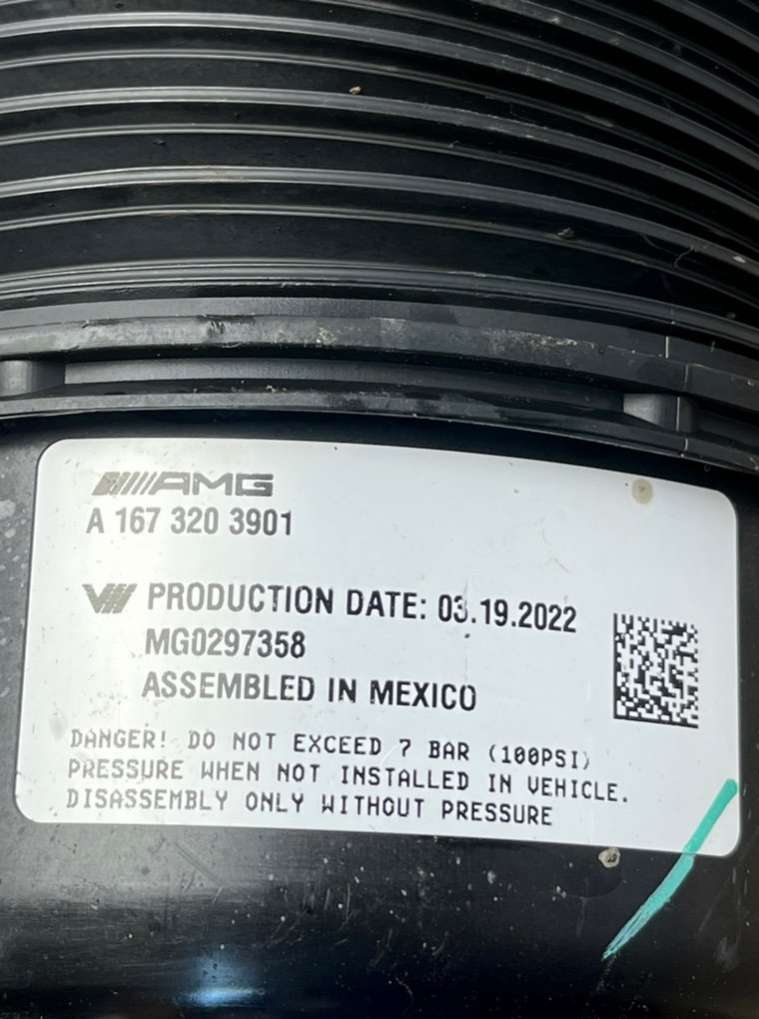 AMG
A 167 320 3901
PRODUCTION DATE: 03.19.2022
MG0297358
ASSEMBLED IN MEXICO
DANGER! DO NOT EXCEED 7 BAR (100PSI)
PRESSURE WHEN NOT INSTALLED IN VEHICLE.
DISASSEMBLY ONLY WITHOUT PRESSURE